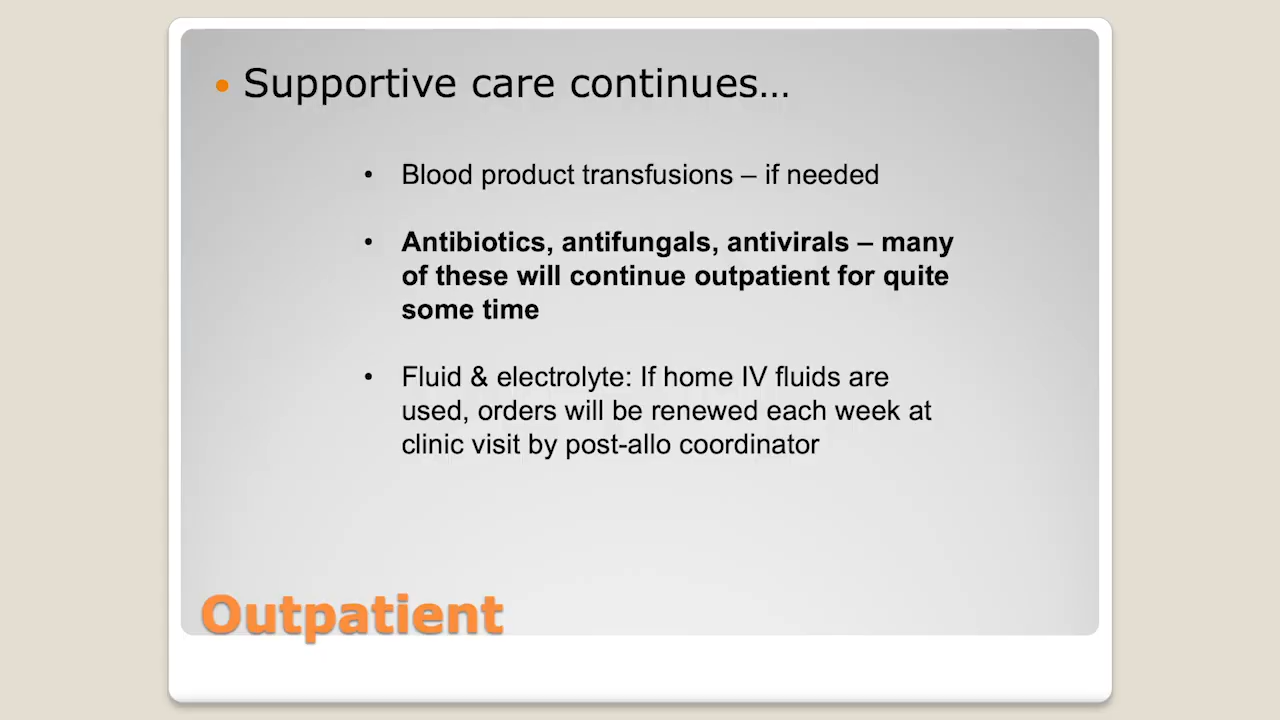 • Supportive care continues…
• Blood product transfusions – if needed
• Antibiotics, antifungals, antivirals – many
of these will continue outpatient for quite
some time
• Fluid & electrolyte: If home IV fluids are
used, orders will be renewed each week at
clinic visit by post-allo coordinator
Outpatient